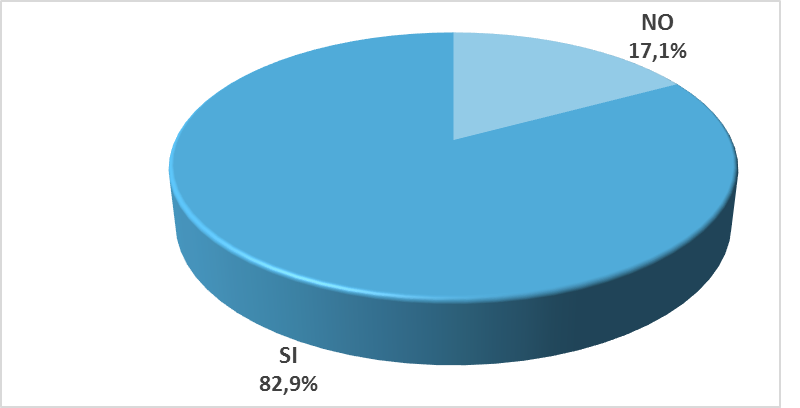 NO
17,1%
SI
82,9%